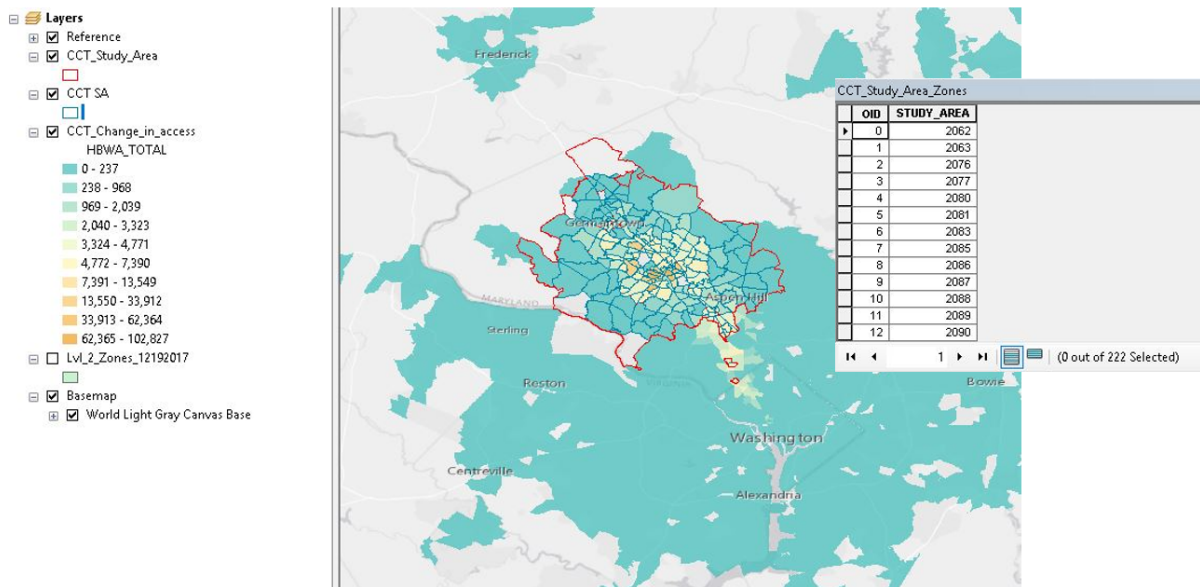 Layers
Reference
CCT_Study_Area
CCT SA
CCT_Change_in_access
HBWA_TOTAL
0 - 237
238 - 968
969 - 2,039
2,040 - 3,323
3,324 - 4,771
4,772 - 7,390
7,391 - 13,549
13,550 - 33,912
33,913 - 62,364
62,365 - 102,827
Lvl_2_Zones_12192017
Basemap
World Light Gray Canvas Base
Frederick
Germantown
Aspen Hill
MARYLAND
Sterling
Reston
VIRGINIA
Bowie
Washington
Centreville
Alexandria
CCT_Study_Area_Zones
OID STUDY_AREA
0 2062
1 2063
2 2076
3 2077
4 2080
5 2081
6 2083
7 2085
8 2086
9 2087
10 2088
11 2089
12 2090
1 (0 out of 222 Selected)